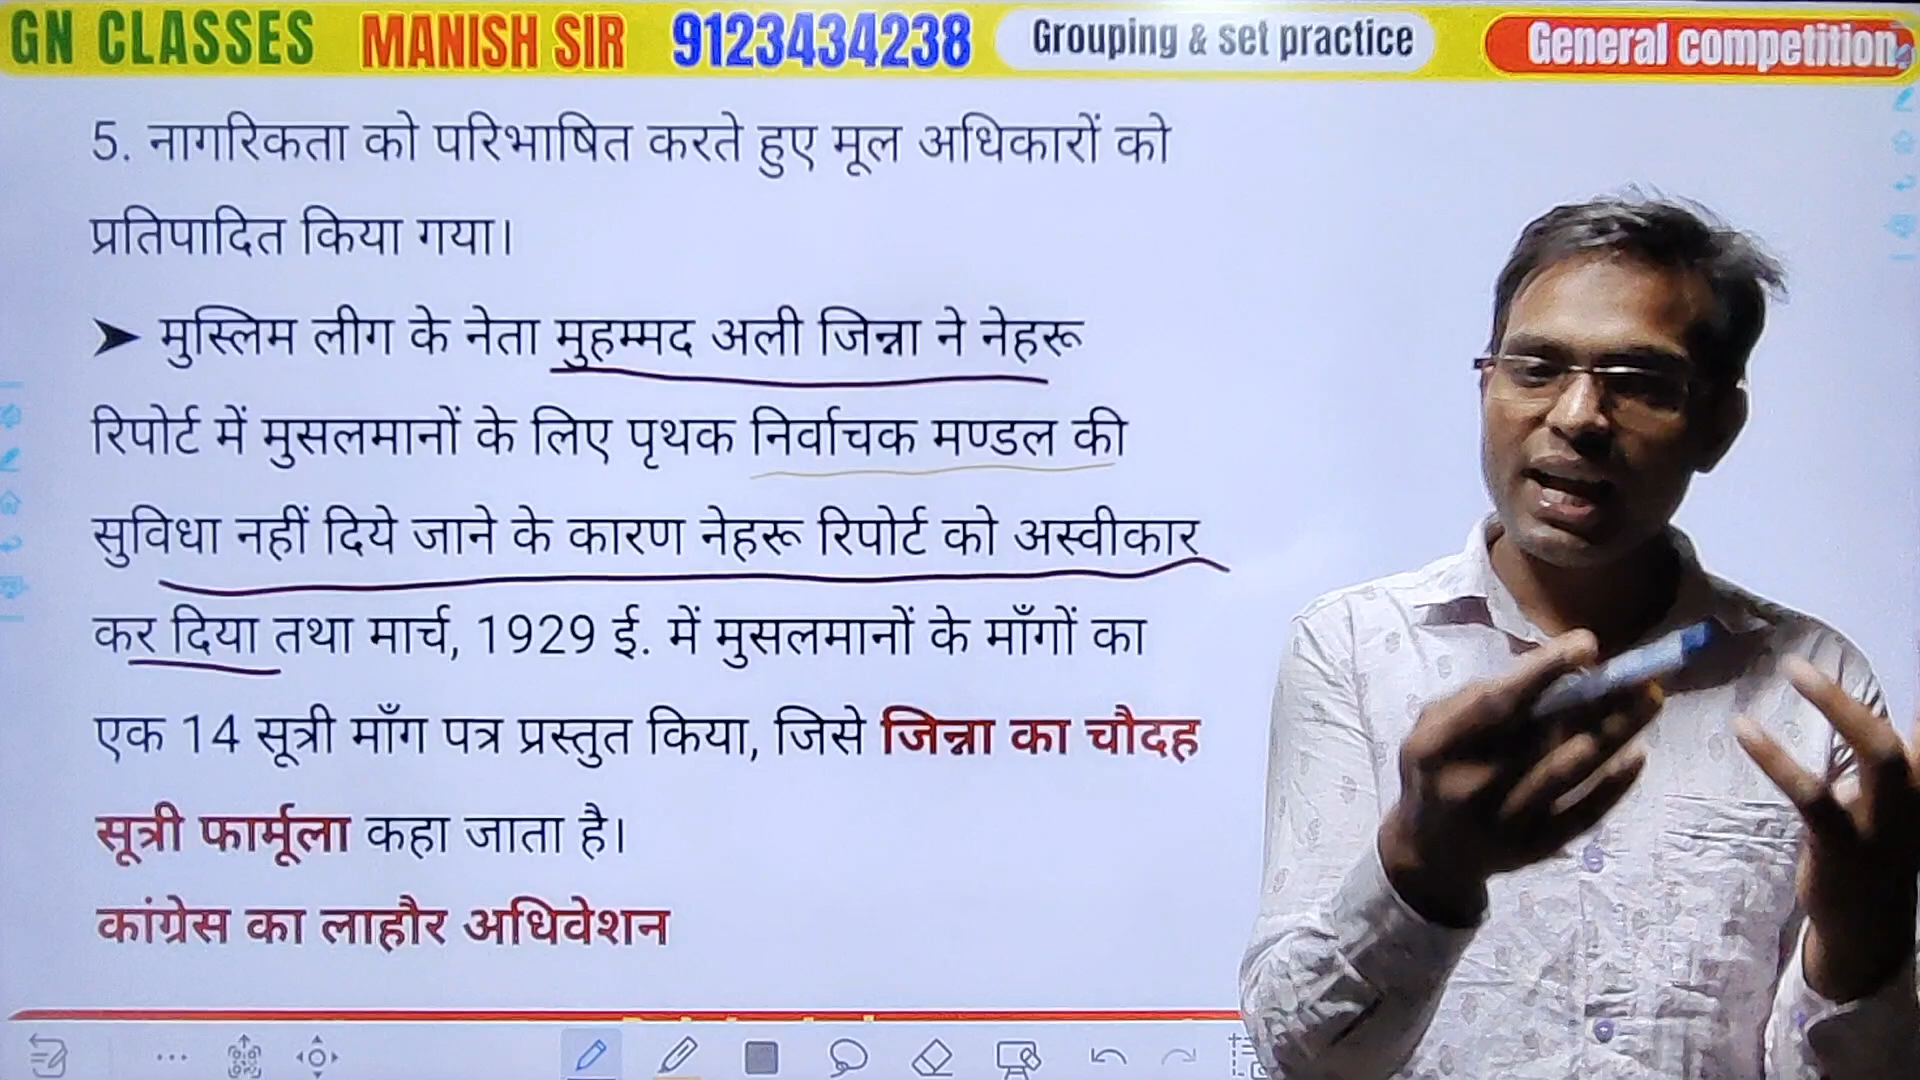 GN CLASSES MANISH SIR 9123434238 Grouping & set practice General competition
5. नागरिकता को परिभाषित करते हुए मूल अधिकारों को
प्रतिपादित किया गया।
➤ मुस्लिम लीग के नेता मुहम्मद अली जिन्ना ने नेहरू
रिपोर्ट में मुसलमानों के लिए पृथक निर्वाचक मण्डल की
सुविधा नहीं दिये जाने के कारण नेहरू रिपोर्ट को अस्वीकार
कर दिया तथा मार्च, 1929 ई. में मुसलमानों के माँगों का
एक 14 सूत्री माँग पत्र प्रस्तुत किया, जिसे जिन्ना का चौदह
सूत्री फार्मूला कहा जाता है।
कांग्रेस का लाहौर अधिवेशन